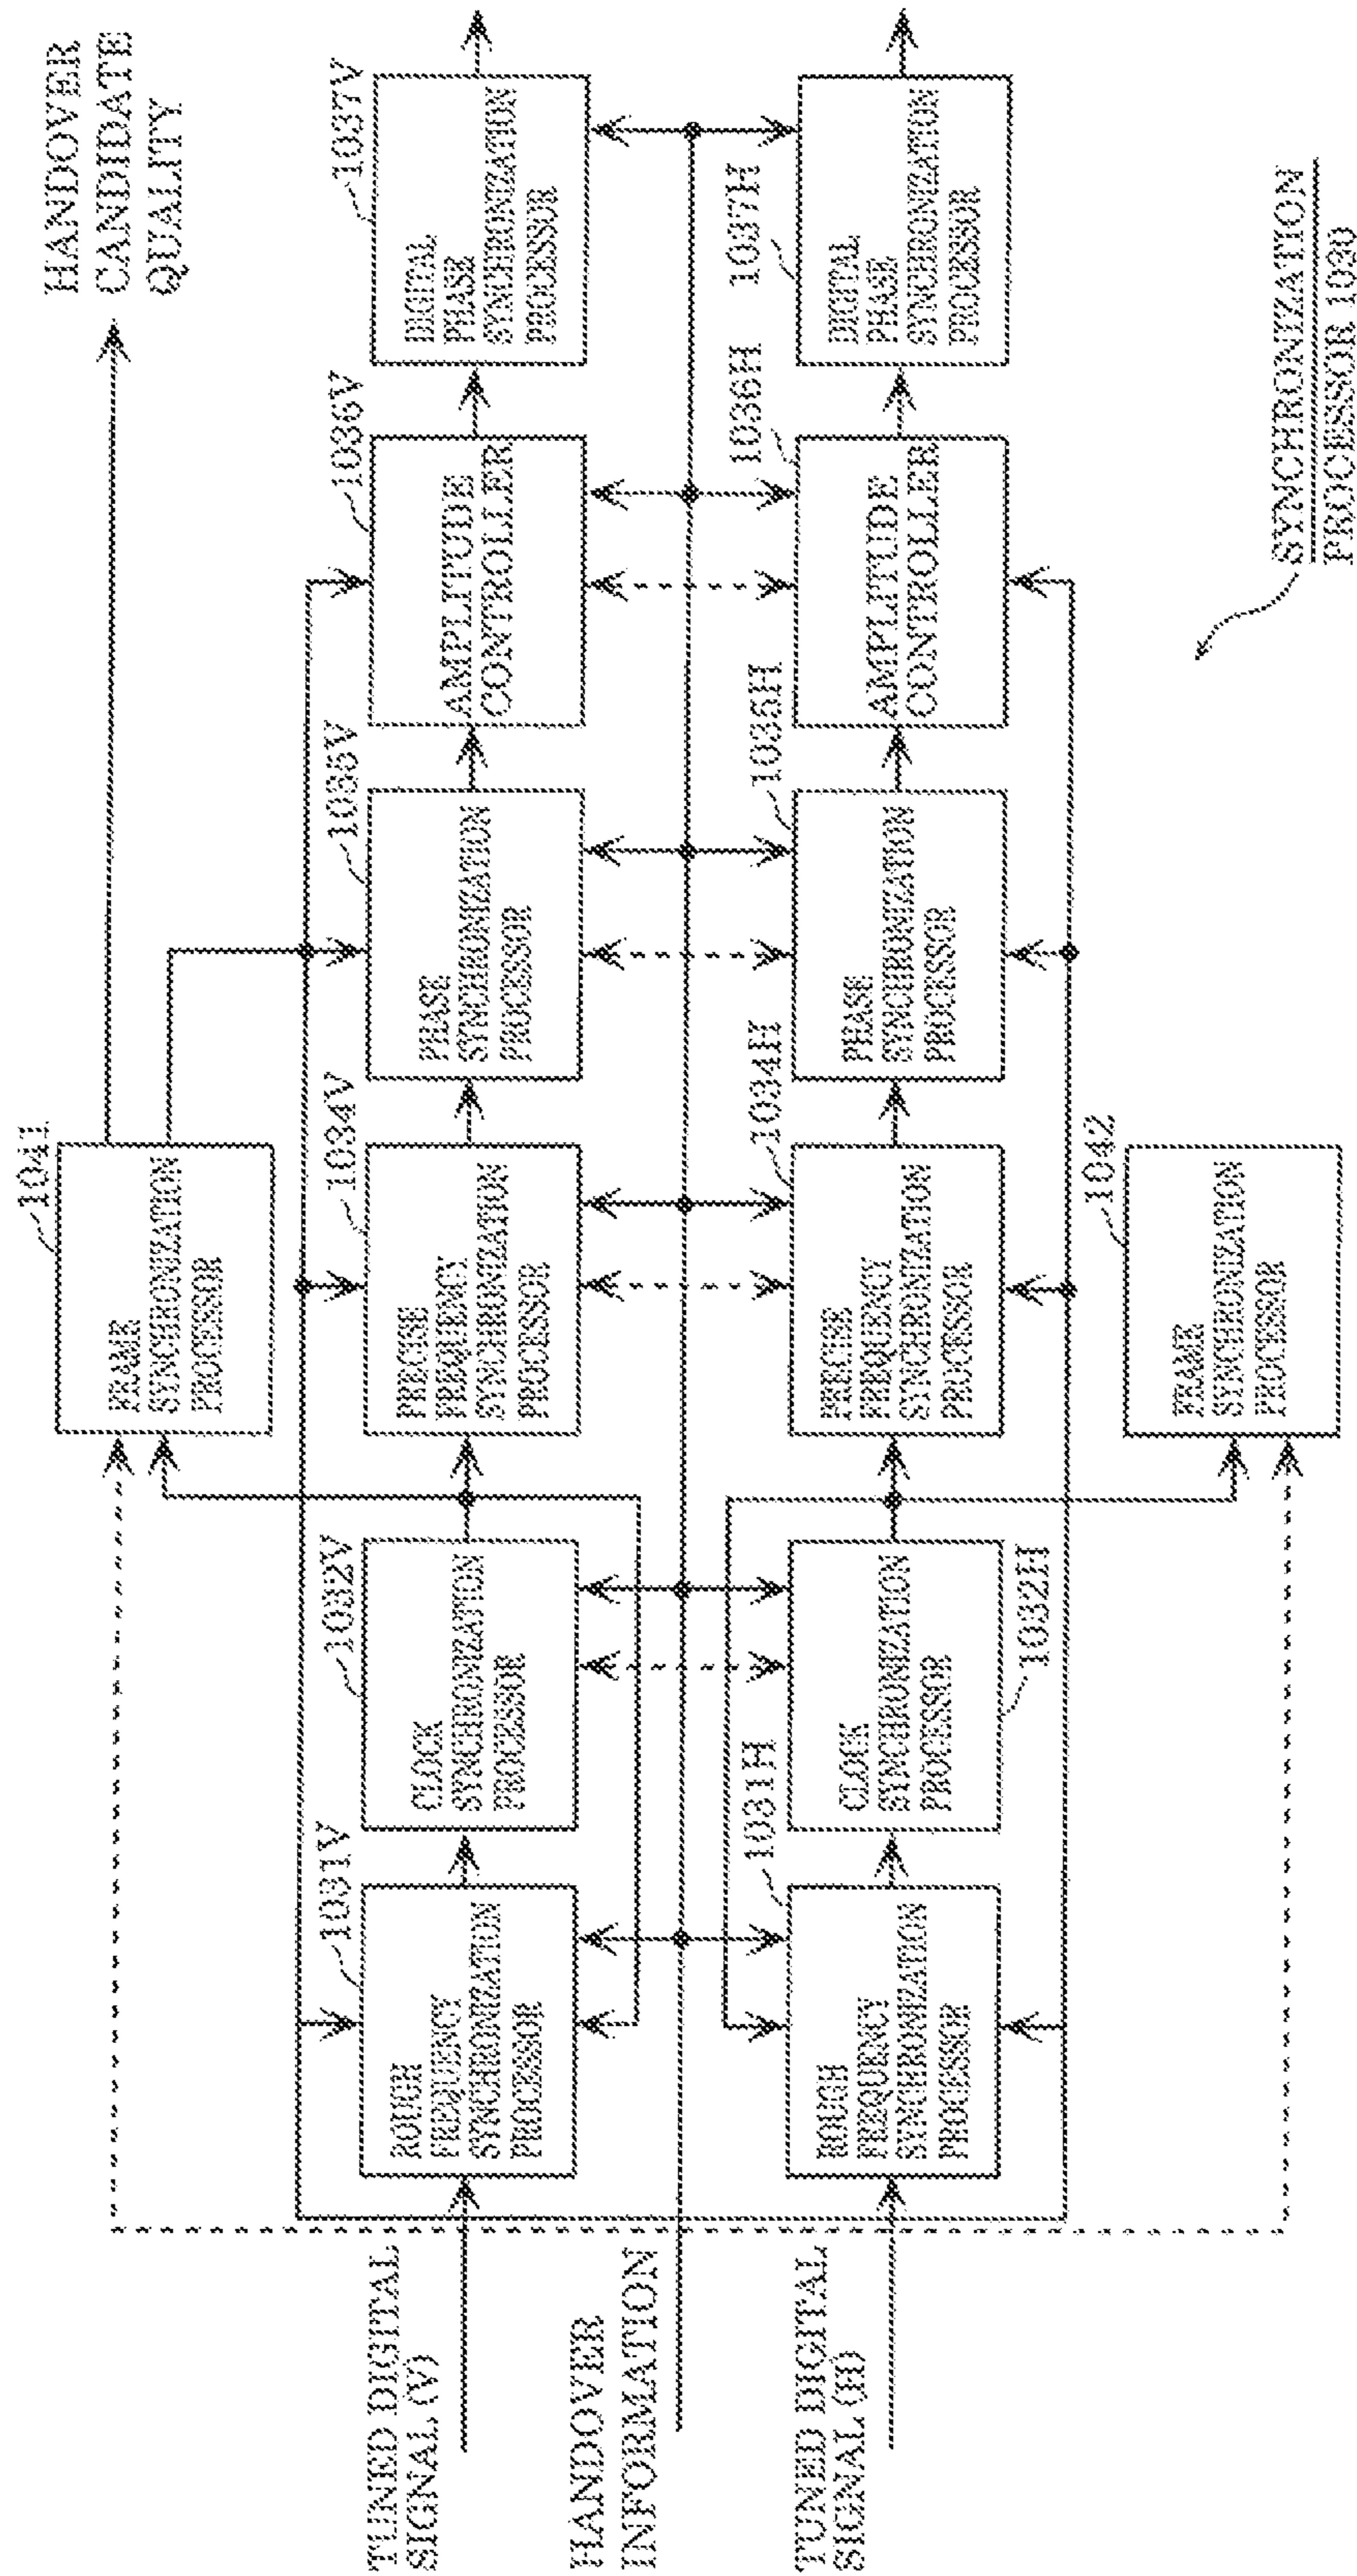 HANDOVER
CANDIDATE
QUALITY
1041
FRAME
SYNCHRONIZATION
PROCESSOR
TUNED DIGITAL
SIGNAL (V)
1031V
ROUGH
FREQUENCY
SYNCHRONIZATION
PROCESSOR
1032V
CLOCK
SYNCHRONIZATION
PROCESSOR
1034V
PRECISE
FREQUENCY
SYNCHRONIZATION
PROCESSOR
1035V
PHASE
SYNCHRONIZATION
PROCESSOR
1036V
AMPLITUDE
CONTROLLER
1037V
DIGITAL
PHASE
SYNCHRONIZATION
PROCESSOR
HANDOVER
INFORMATION
TUNED DIGITAL
SIGNAL (H)
1031H
ROUGH
FREQUENCY
SYNCHRONIZATION
PROCESSOR
1032H
CLOCK
SYNCHRONIZATION
PROCESSOR
1034H
PRECISE
FREQUENCY
SYNCHRONIZATION
PROCESSOR
1035H
PHASE
SYNCHRONIZATION
PROCESSOR
1036H
AMPLITUDE
CONTROLLER
1037H
DIGITAL
PHASE
SYNCHRONIZATION
PROCESSOR
1042
FRAME
SYNCHRONIZATION
PROCESSOR
SYNCHRONIZATION
PROCESSOR 1030